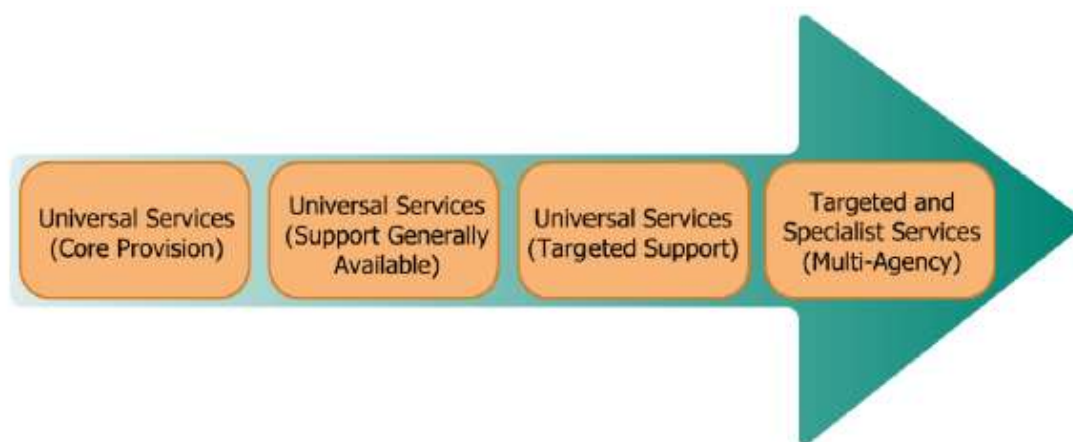 Universal Services
(Core Provision)
Universal Services
(Support Generally
Available)
Universal Services
(Targeted Support)
Targeted and
Specialist Services
(Multi-Agency)